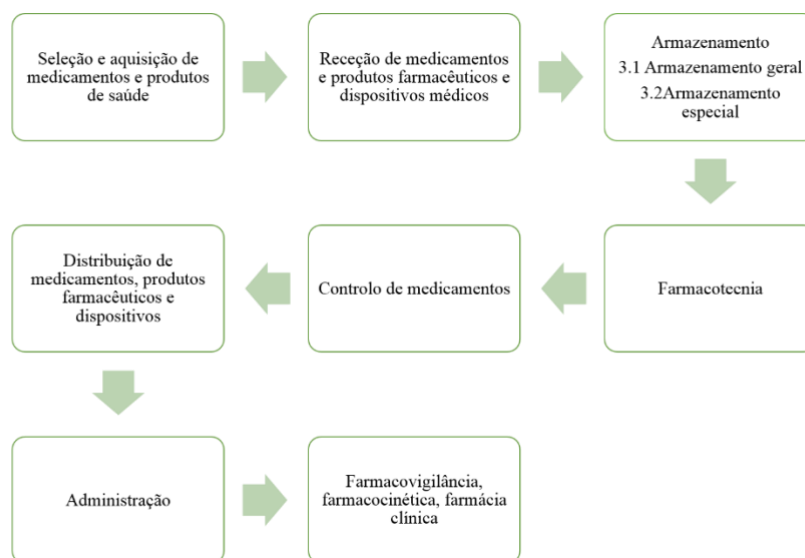 Seleção e aquisição de
medicamentos e produtos
de saúde
Receção de medicamentos
e produtos farmacêuticos e
dispositivos médicos
Armazenamento
3.1 Armazenamento geral
3.2Armazenamento
especial
Farmacotecnia
Controlo de medicamentos
Distribuição de
medicamentos, produtos
farmacêuticos e
dispositivos
Administração
Farmacovigilância,
farmacocinética, farmácia
clínica